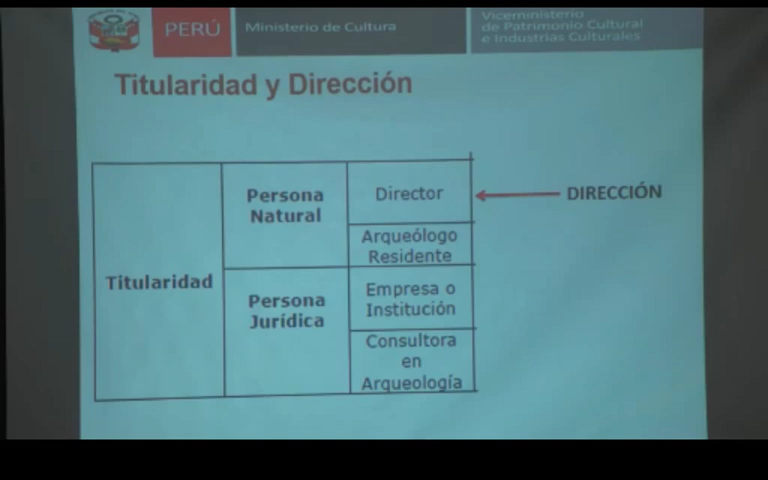 PERÚ
Ministerio de Cultura
Viceministerio
de Patrimonio Cultural
e Industrias Culturales
Titularidad y Dirección
Titularidad
Persona
Natural
Director
DIRECCIÓN
Arqueólogo
Residente
Persona
Jurídica
Empresa o
Institución
Consultora
en
Arqueología